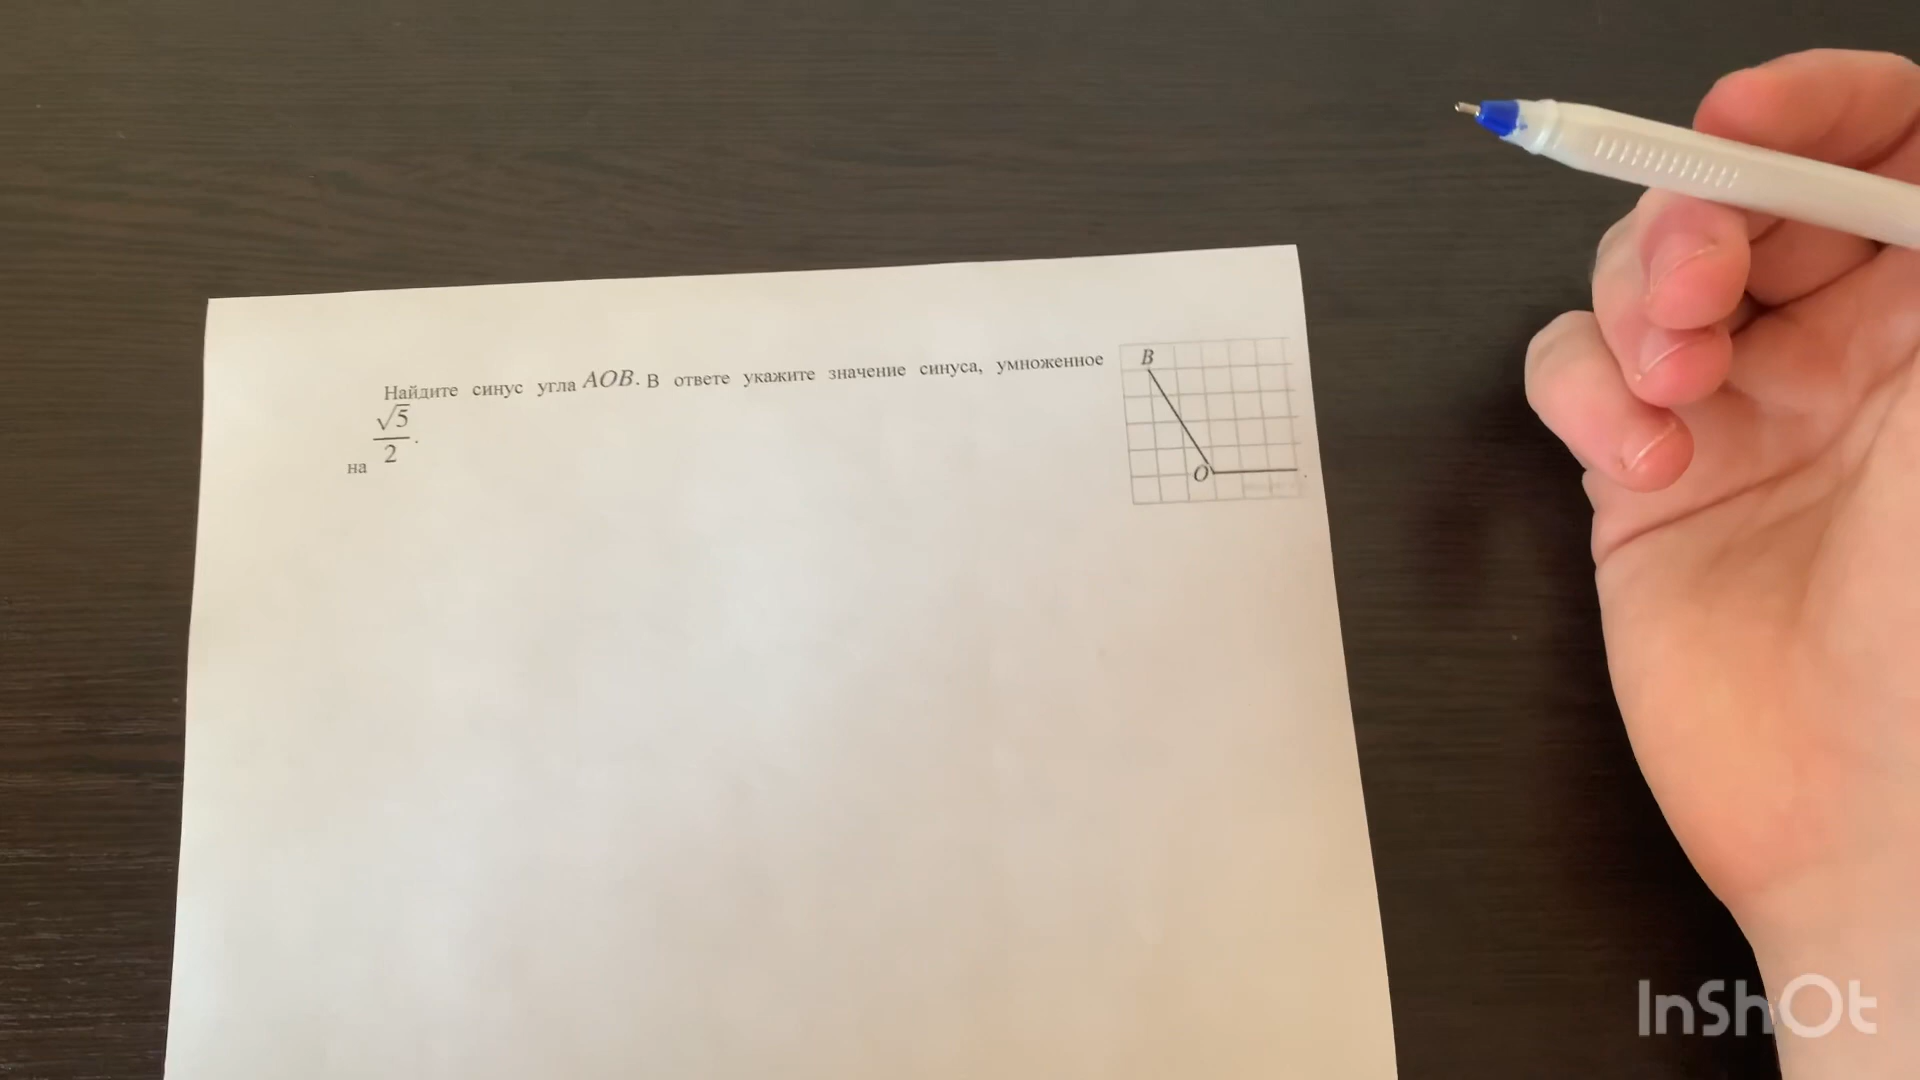 Найдите синус угла AOB. В ответе укажите значение синуса, умноженное
на √5/2.
B
O
InShOt